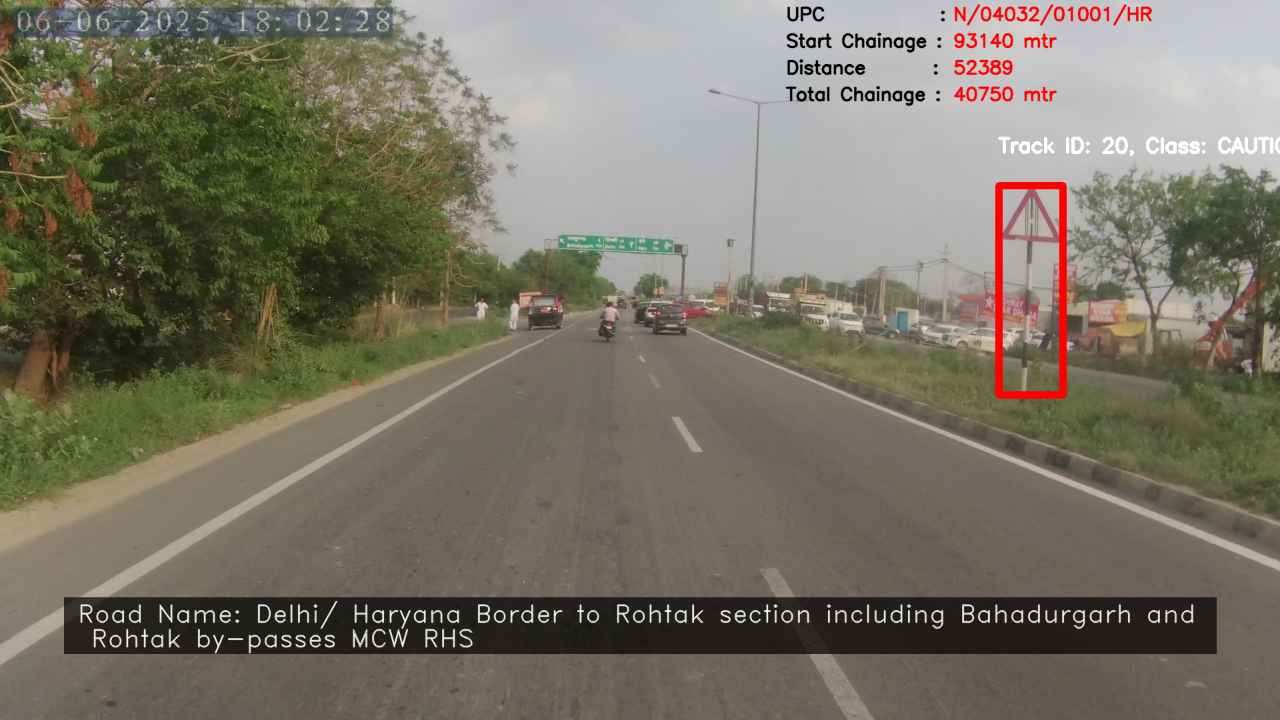 06-06-2025 18:02:28
UPC : N/04032/01001/HR
Start Chainage : 93140 mtr
Distance : 52389
Total Chainage : 40750 mtr
Track ID: 20, Class: CAUTIO
Road Name: Delhi/ Haryana Border to Rohtak section including Bahadurgarh and
Rohtak by-passes MCW RHS